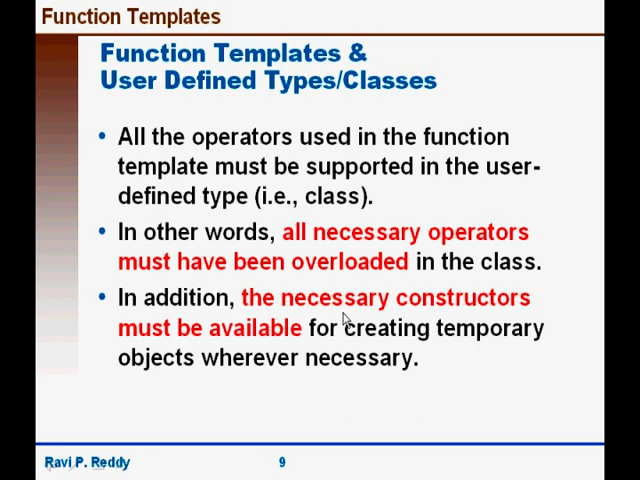 Function Templates
Function Templates &
User Defined Types/Classes
• All the operators used in the function
template must be supported in the user-
defined type (i.e., class).
• In other words, all necessary operators
must have been overloaded in the class.
• In addition, the necessary constructors
must be available for creating temporary
objects wherever necessary.
Ravi P. Reddy
9